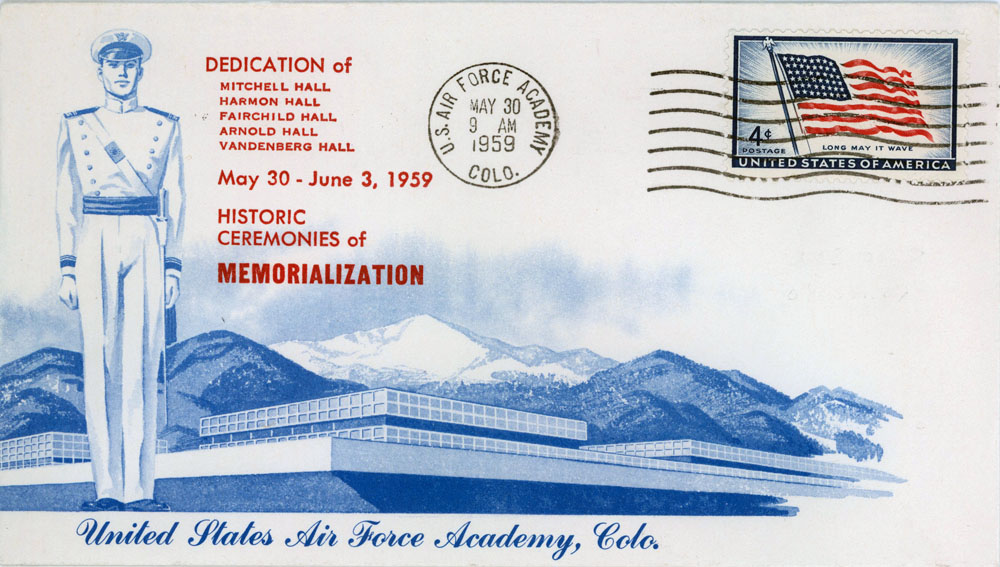 DEDICATION of
MITCHELL HALL
HARMON HALL
FAIRCHILD HALL
ARNOLD HALL
VANDENBERG HALL
May 30 - June 3, 1959
HISTORIC
CEREMONIES of
MEMORIALIZATION
U.S. AIR FORCE ACADEMY
MAY 30
9 AM
1959
COLO.
4¢
POSTAGE
LONG MAY IT WAVE
UNITED STATES OF AMERICA
United States Air Force Academy, Colo.